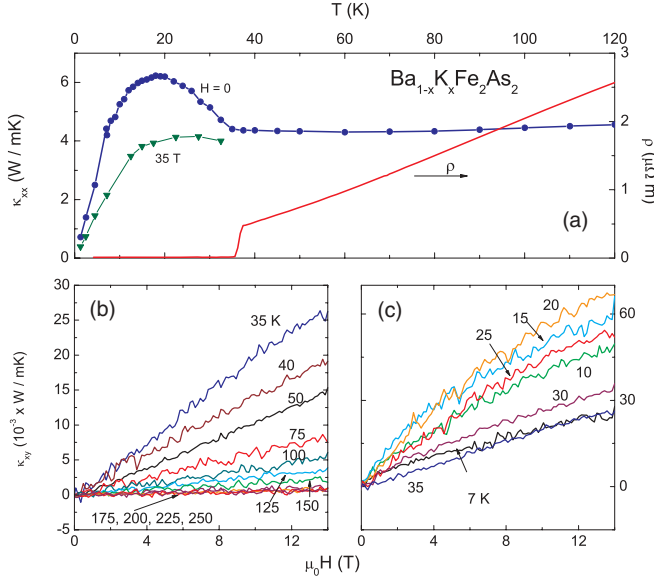 T (K)
0 20 40 60 80 100 120
H = 0
Ba₁₋ₓKₓFe₂As₂
35 T
ρ
(a)
κxx (W / mK)
6
4
2
0
ρ (μΩ m)
3
2
1
0
(b)
35 K
40
50
75
100
125
150
175, 200, 225, 250
κxy (10⁻³ x W / mK)
30
25
20
15
10
5
0
-5
0 4 8 12
(c)
20
15
25
10
30
35
7 K
60
30
0
0 4 8 12
μ₀H (T)